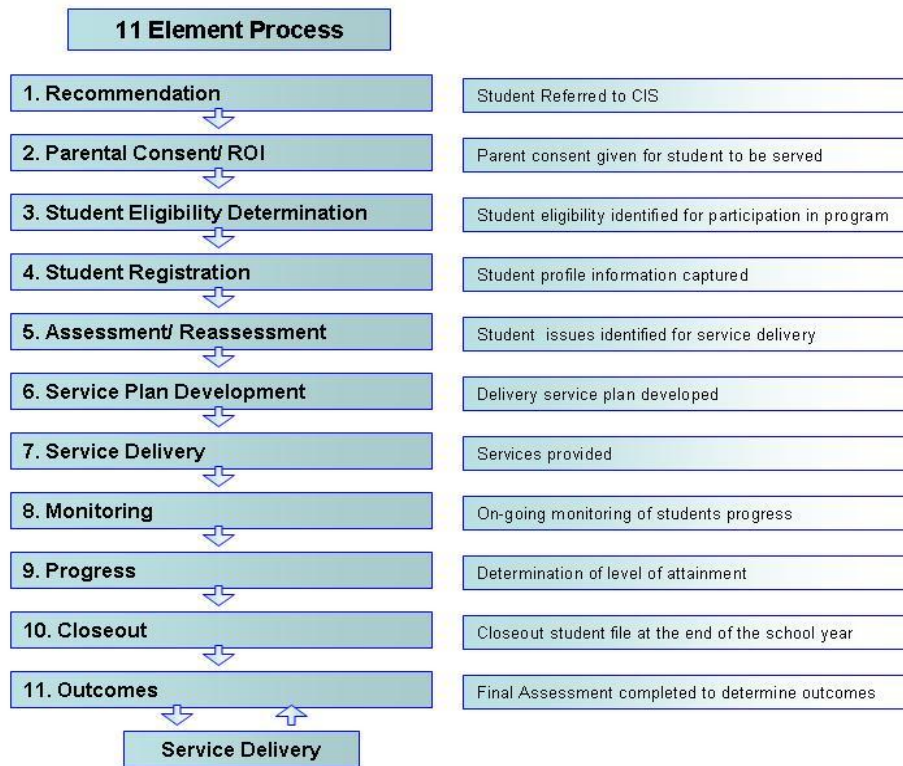 11 Element Process
1. Recommendation
Student Referred to CIS
2. Parental Consent/ ROI
Parent consent given for student to be served
3. Student Eligibility Determination
Student eligibility identified for participation in program
4. Student Registration
Student profile information captured
5. Assessment/ Reassessment
Student issues identified for service delivery
6. Service Plan Development
Delivery service plan developed
7. Service Delivery
Services provided
8. Monitoring
On-going monitoring of students progress
9. Progress
Determination of level of attainment
10. Closeout
Closeout student file at the end of the school year
11. Outcomes
Final Assessment completed to determine outcomes
Service Delivery